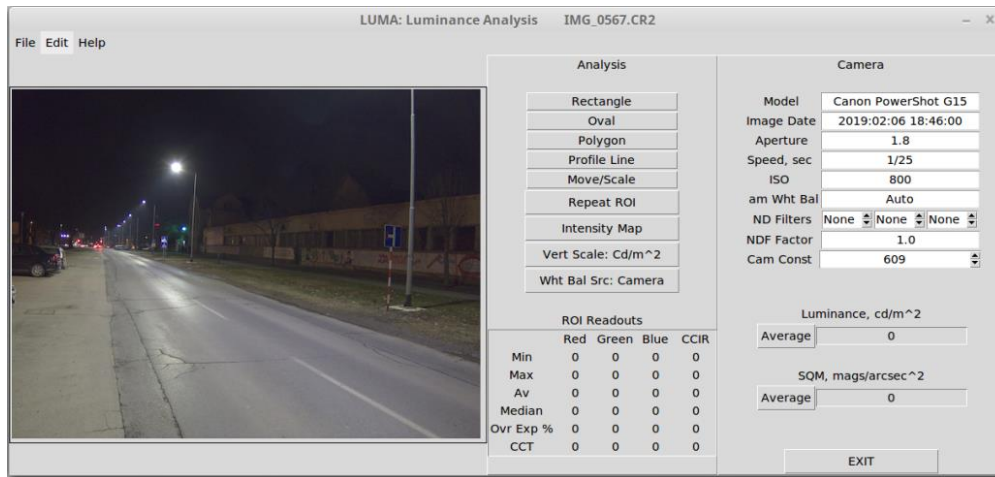 LUMA: Luminance Analysis IMG_0567.CR2
File Edit Help
Analysis
Rectangle
Oval
Polygon
Profile Line
Move/Scale
Repeat ROI
Intensity Map
Vert Scale: Cd/m^2
Wht Bal Src: Camera
ROI Readouts
Red Green Blue CCIR
Min 0 0 0 0
Max 0 0 0 0
Av 0 0 0 0
Median 0 0 0 0
Ovr Exp % 0 0 0 0
CCT 0 0 0 0
Camera
Model Canon PowerShot G15
Image Date 2019:02:06 18:46:00
Aperture 1.8
Speed, sec 1/25
ISO 800
am Wht Bal Auto
ND Filters None None None
NDF Factor 1.0
Cam Const 609
Luminance, cd/m^2
Average 0
SQM, mags/arcsec^2
Average 0
EXIT